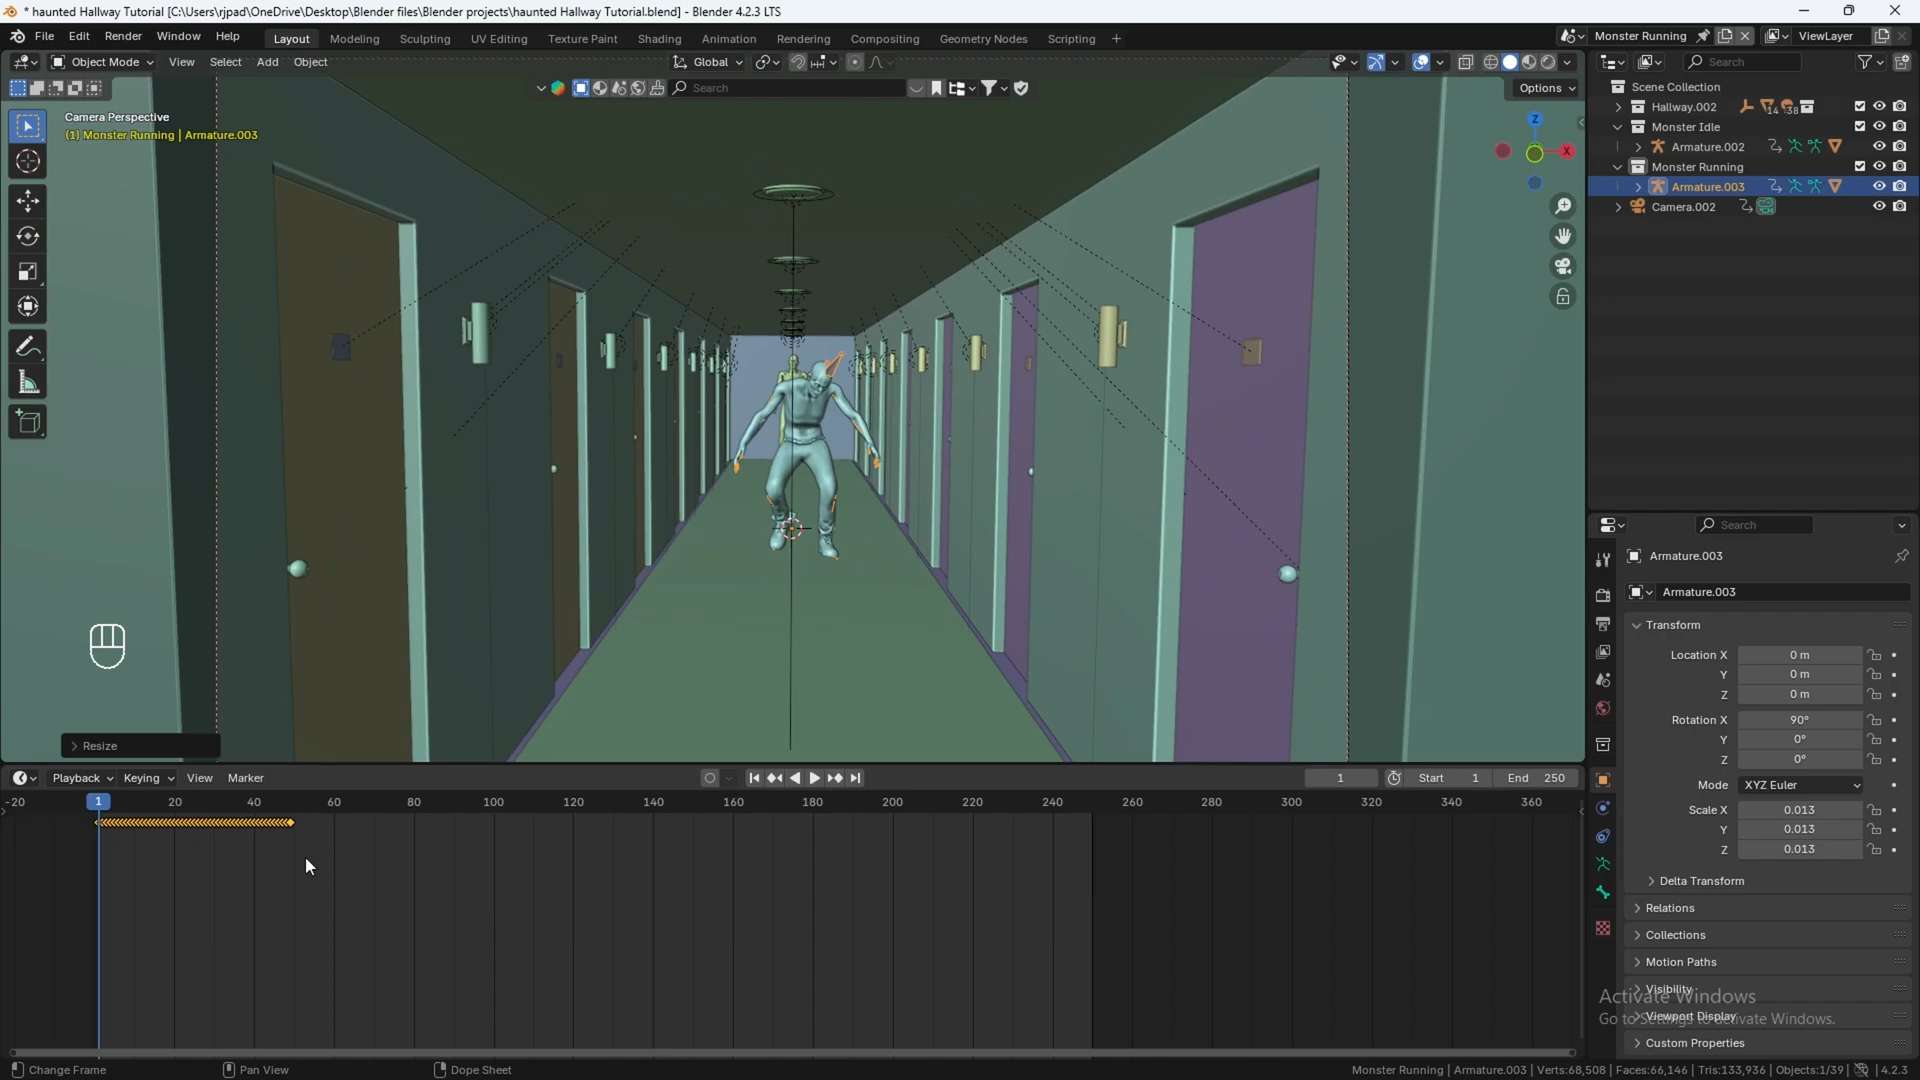 * haunted Hallway Tutorial [C:\Users\rjpad\OneDrive\Desktop\Blender files\Blender projects\haunted Hallway Tutorial.blend] - Blender 4.2.3 LTS
File Edit Render Window Help Layout Modeling Sculpting UV Editing Texture Paint Shading Animation Rendering Compositing Geometry Nodes Scripting + Monster Running ViewLayer
Object Mode View Select Add Object Global Search
Search Options
Camera Perspective
(1) Monster Running | Armature.003
Z
X
Scene Collection
Hallway.002 14 38
Monster Idle
Armature.002
Monster Running
Armature.003
Camera.002
Search
Armature.003
Armature.003
Transform
Location X 0 m
Y 0 m
Z 0 m
Rotation X 90°
Y 0°
Z 0°
Mode XYZ Euler
Scale X 0.013
Y 0.013
Z 0.013
Delta Transform
Relations
Collections
Motion Paths
Visibility
Viewport Display
Custom Properties
Activate Windows
Go to Settings to activate Windows.
Resize
Playback Keying View Marker 1 Start 1 End 250
-20 1 20 40 60 80 100 120 140 160 180 200 220 240 260 280 300 320 340 360
Change Frame Pan View Dope Sheet Monster Running | Armature.003 | Verts:68,508 | Faces:66,146 | Tris:133,936 | Objects:1/39 | 4.2.3